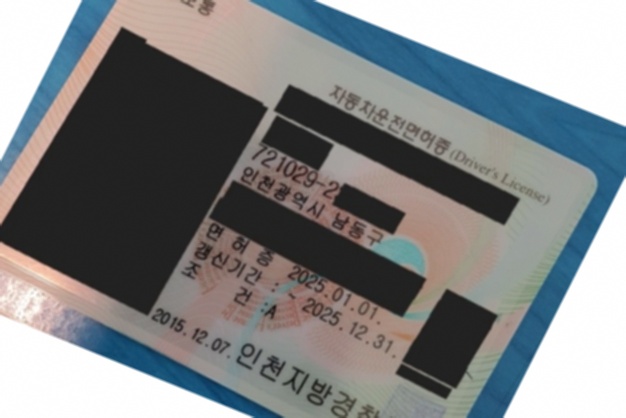 보통
자동차운전면허증 (Driver's License)
721029-2
인천광역시 남동구
면 허 증
갱신기간 : 2025.01.01.
~ 2025.12.31.
조 건 :A
2015.12.07. 인천지방경찰